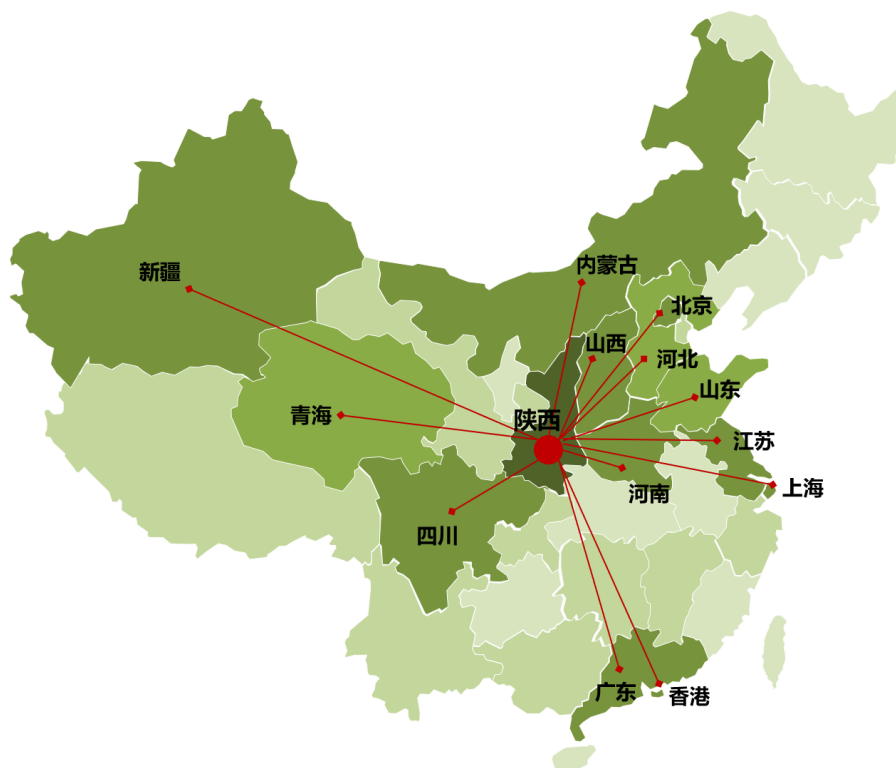 新疆
内蒙古
北京
山西
河北
山东
青海
陕西
江苏
上海
河南
四川
广东
香港